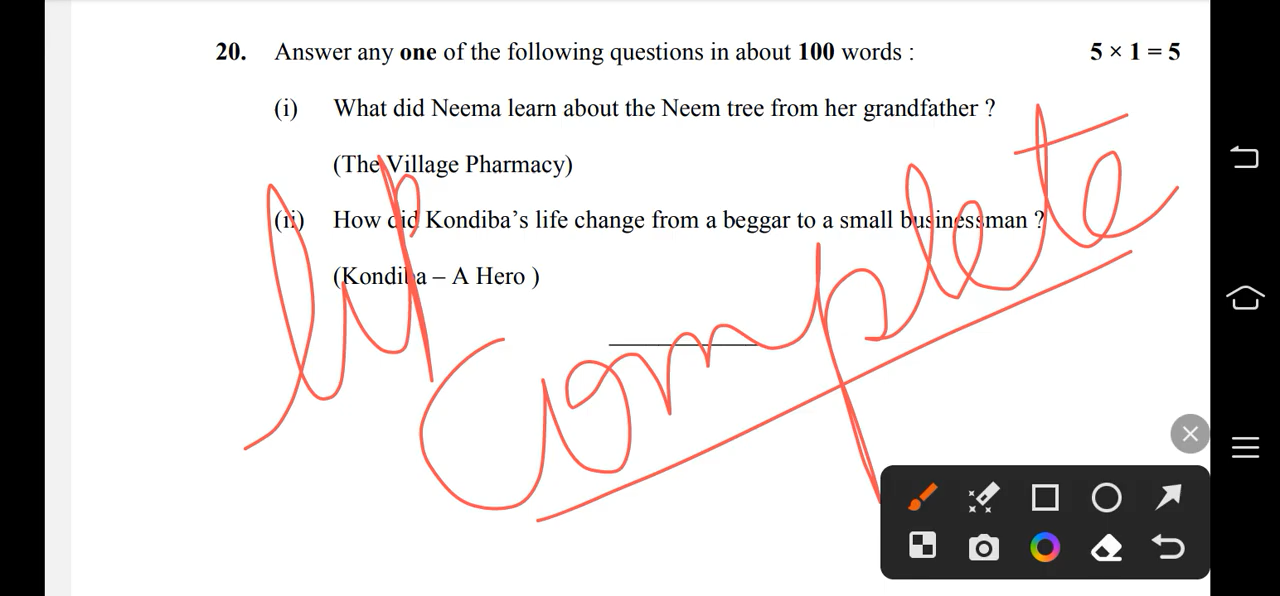 20. Answer any one of the following questions in about 100 words : 5 × 1 = 5
(i) What did Neema learn about the Neem tree from her grandfather ?
(The Village Pharmacy)
(ii) How did Kondiba's life change from a beggar to a small businessman ?
(Kondiba – A Hero )
complete